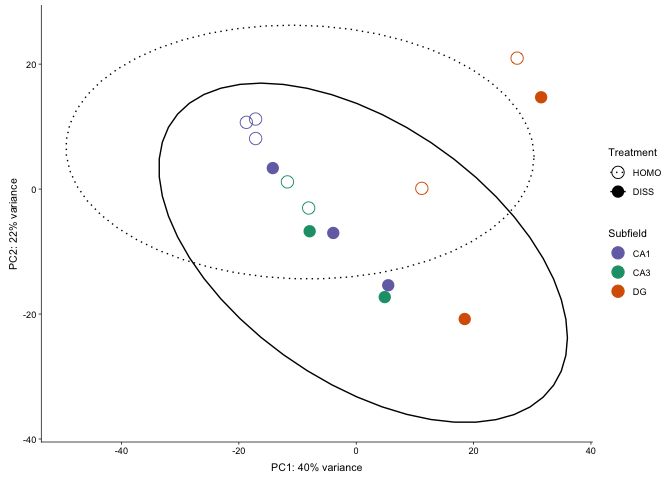 20
0
-20
-40
PC2: 22% variance
-40
-20
0
20
40
PC1: 40% variance
Treatment
HOMO
DISS
Subfield
CA1
CA3
DG